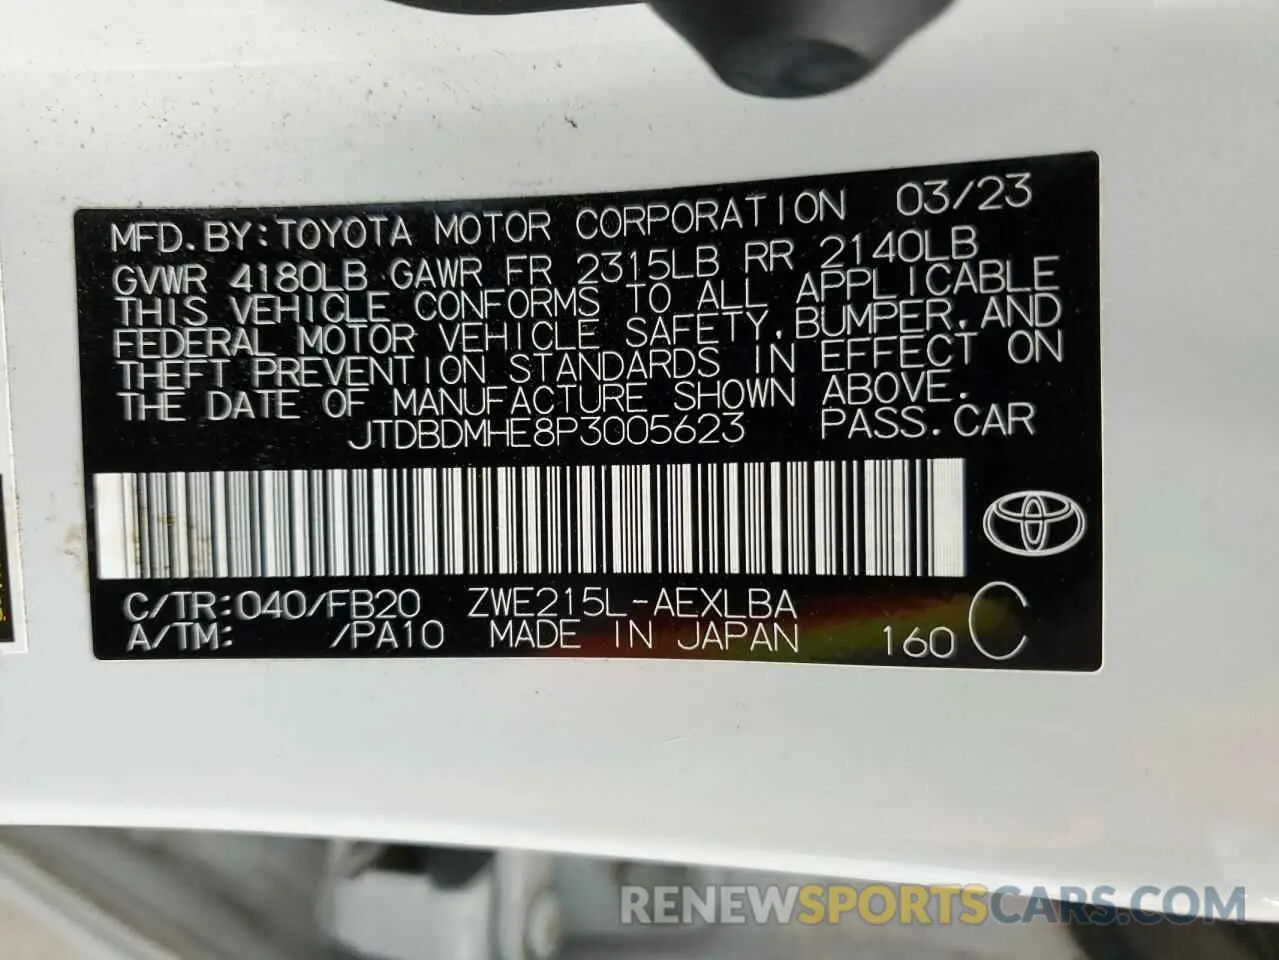 MFD.BY:TOYOTA MOTOR CORPORATION 03/23
GVWR 4180LB GAWR FR 2315LB RR 2140LB
THIS VEHICLE CONFORMS TO ALL APPLICABLE
FEDERAL MOTOR VEHICLE SAFETY,BUMPER,AND
THEFT PREVENTION STANDARDS IN EFFECT ON
THE DATE OF MANUFACTURE SHOWN ABOVE.
JTDBDMHE8P3005623 PASS.CAR
C/TR:040/FB20 ZWE215L-AEXLBA
A/TM: /PA10 MADE IN JAPAN 160 C
RENEWSPORTSCARS.COM